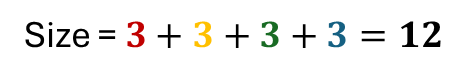 Size = 3 + 3 + 3 + 3 = 12